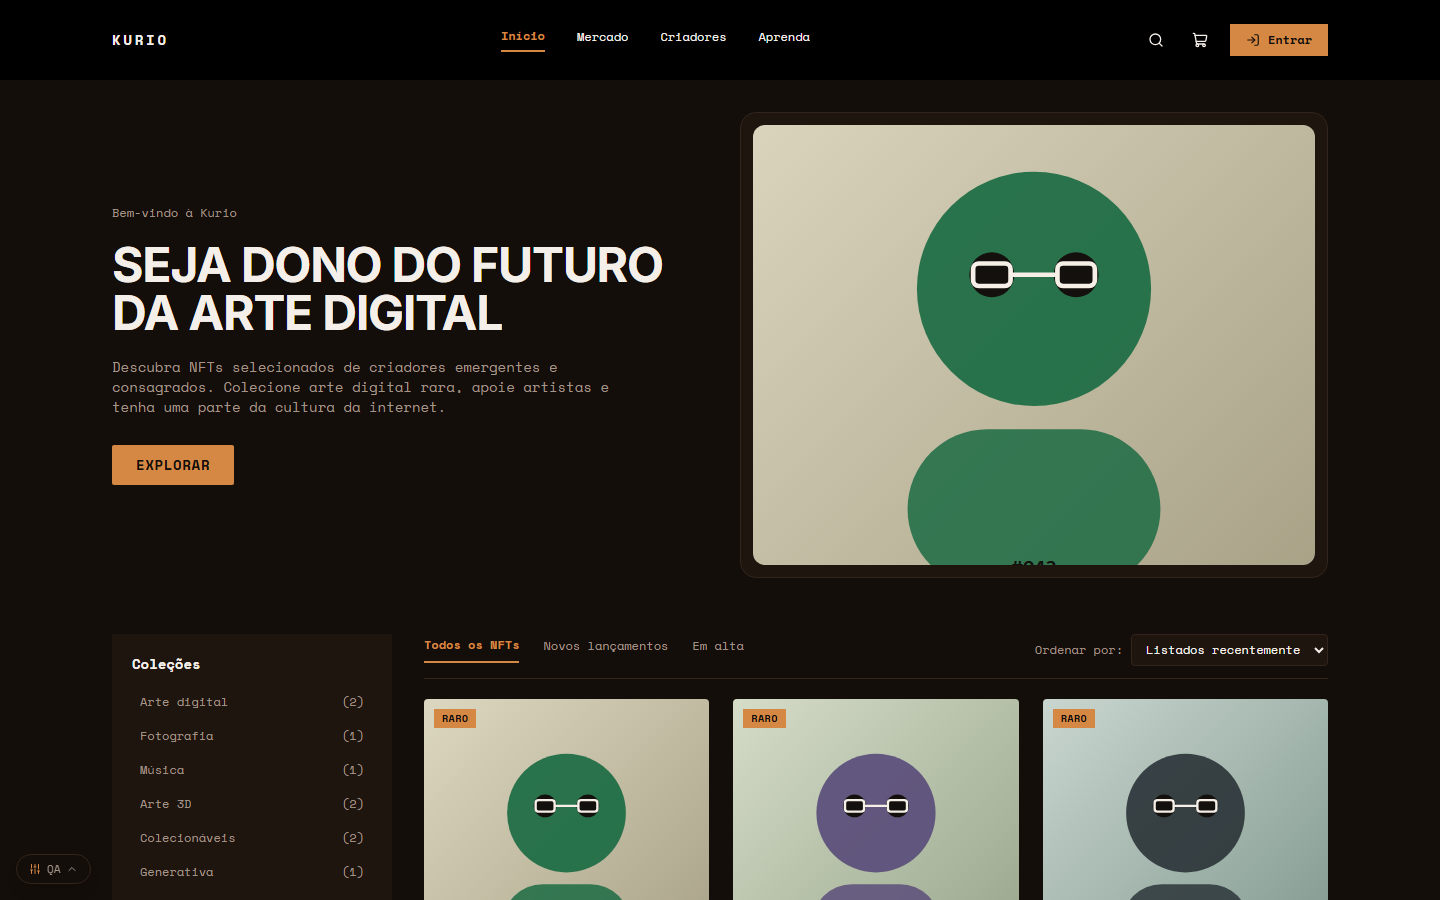 KURIO
Início
Mercado
Criadores
Aprenda
Entrar
Bem-vindo à Kurio
SEJA DONO DO FUTURO
DA ARTE DIGITAL
Descubra NFTs selecionados de criadores emergentes e
consagrados. Colecione arte digital rara, apoie artistas e
tenha uma parte da cultura da internet.
EXPLORAR
Coleções
Arte digital (2)
Fotografia (1)
Música (1)
Arte 3D (2)
Colecionáveis (2)
Generativa (1)
Todos os NFTs
Novos lançamentos
Em alta
Ordenar por:
Listados recentemente
RARO
RARO
RARO
QA